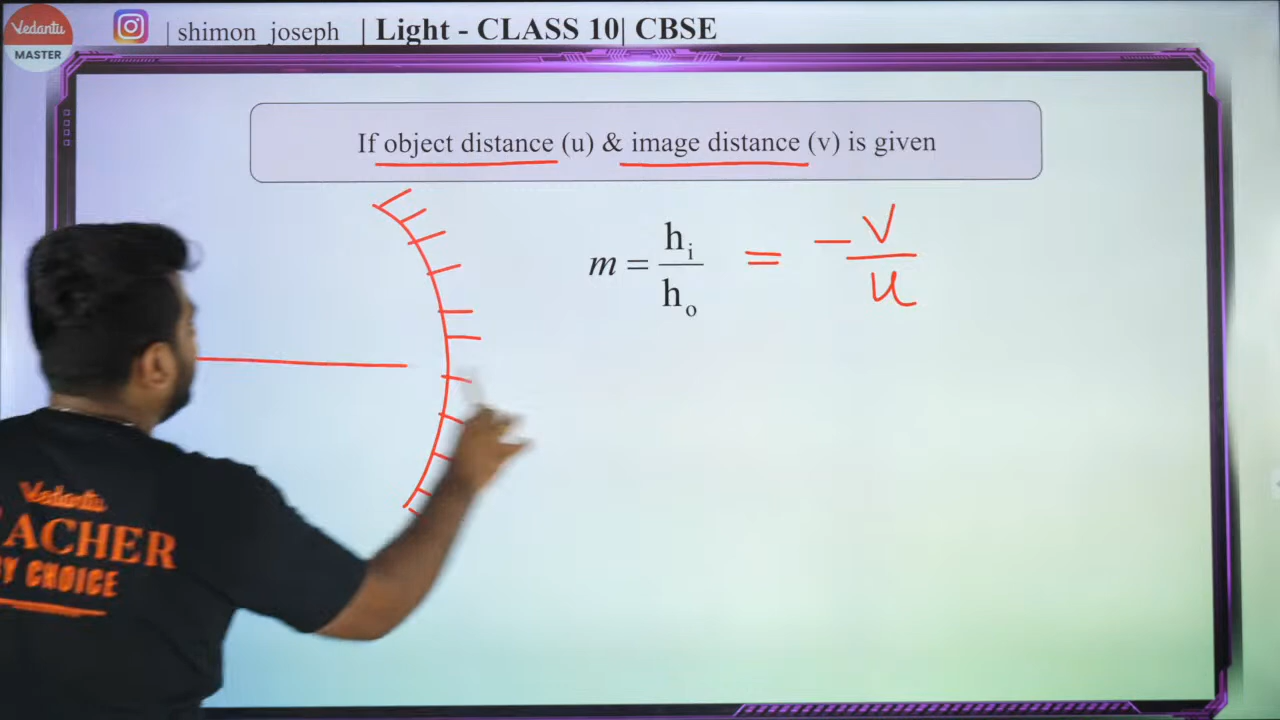 Vedantu
MASTER
| shimon_joseph | Light - CLASS 10| CBSE
If object distance (u) & image distance (v) is given
m = hᵢ/hₒ = -v/u
Vedantu
ACHER
Y CHOICE